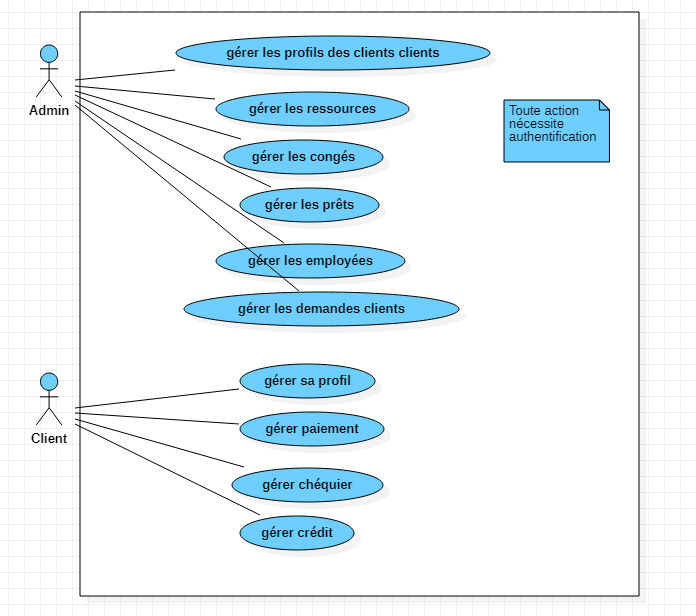 gérer les profils des clients clients
gérer les ressources
Toute action
nécessite
authentification
Admin
gérer les congés
gérer les prêts
gérer les employées
gérer les demandes clients
gérer sa profil
gérer paiement
Client
gérer chéquier
gérer crédit